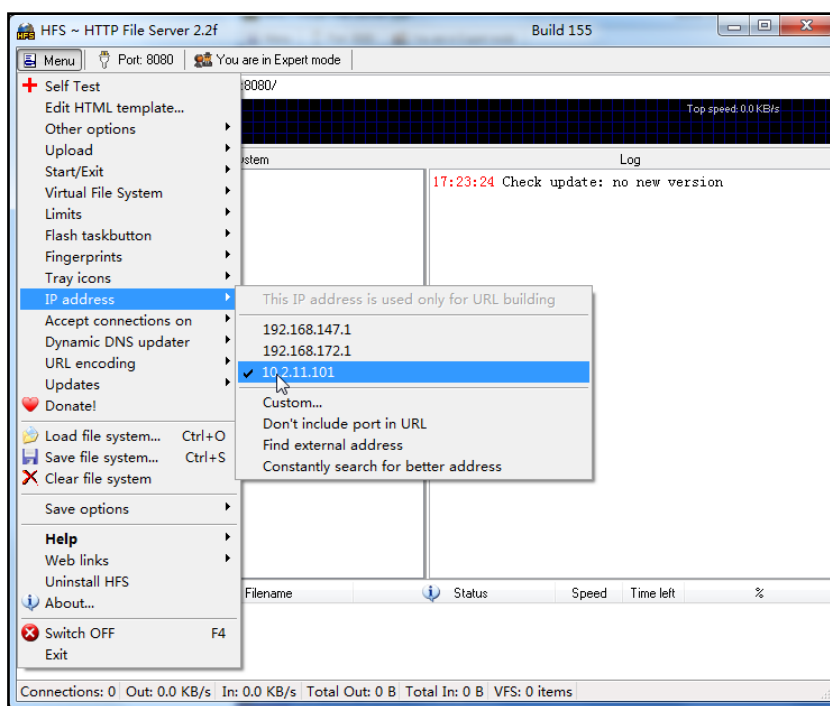 HFS ~ HTTP File Server 2.2f Build 155
Menu Port: 8080 You are in Expert mode
Self Test
:8080/
Edit HTML template...
Top speed: 0.0 KB/s
Other options
Upload
Log
Start/Exit
17:23:24 Check update: no new version
Virtual File System
Limits
Flash taskbutton
Fingerprints
Tray icons
IP address
This IP address is used only for URL building
Accept connections on
192.168.147.1
Dynamic DNS updater
192.168.172.1
URL encoding
10.2.11.101
Updates
Donate!
Custom...
Don't include port in URL
Load file system... Ctrl+O
Find external address
Save file system... Ctrl+S
Constantly search for better address
Clear file system
Save options
Help
Web links
Uninstall HFS
Filename Status Speed Time left %
About...
Switch OFF F4
Exit
Connections: 0 Out: 0.0 KB/s In: 0.0 KB/s Total Out: 0 B Total In: 0 B VFS: 0 items